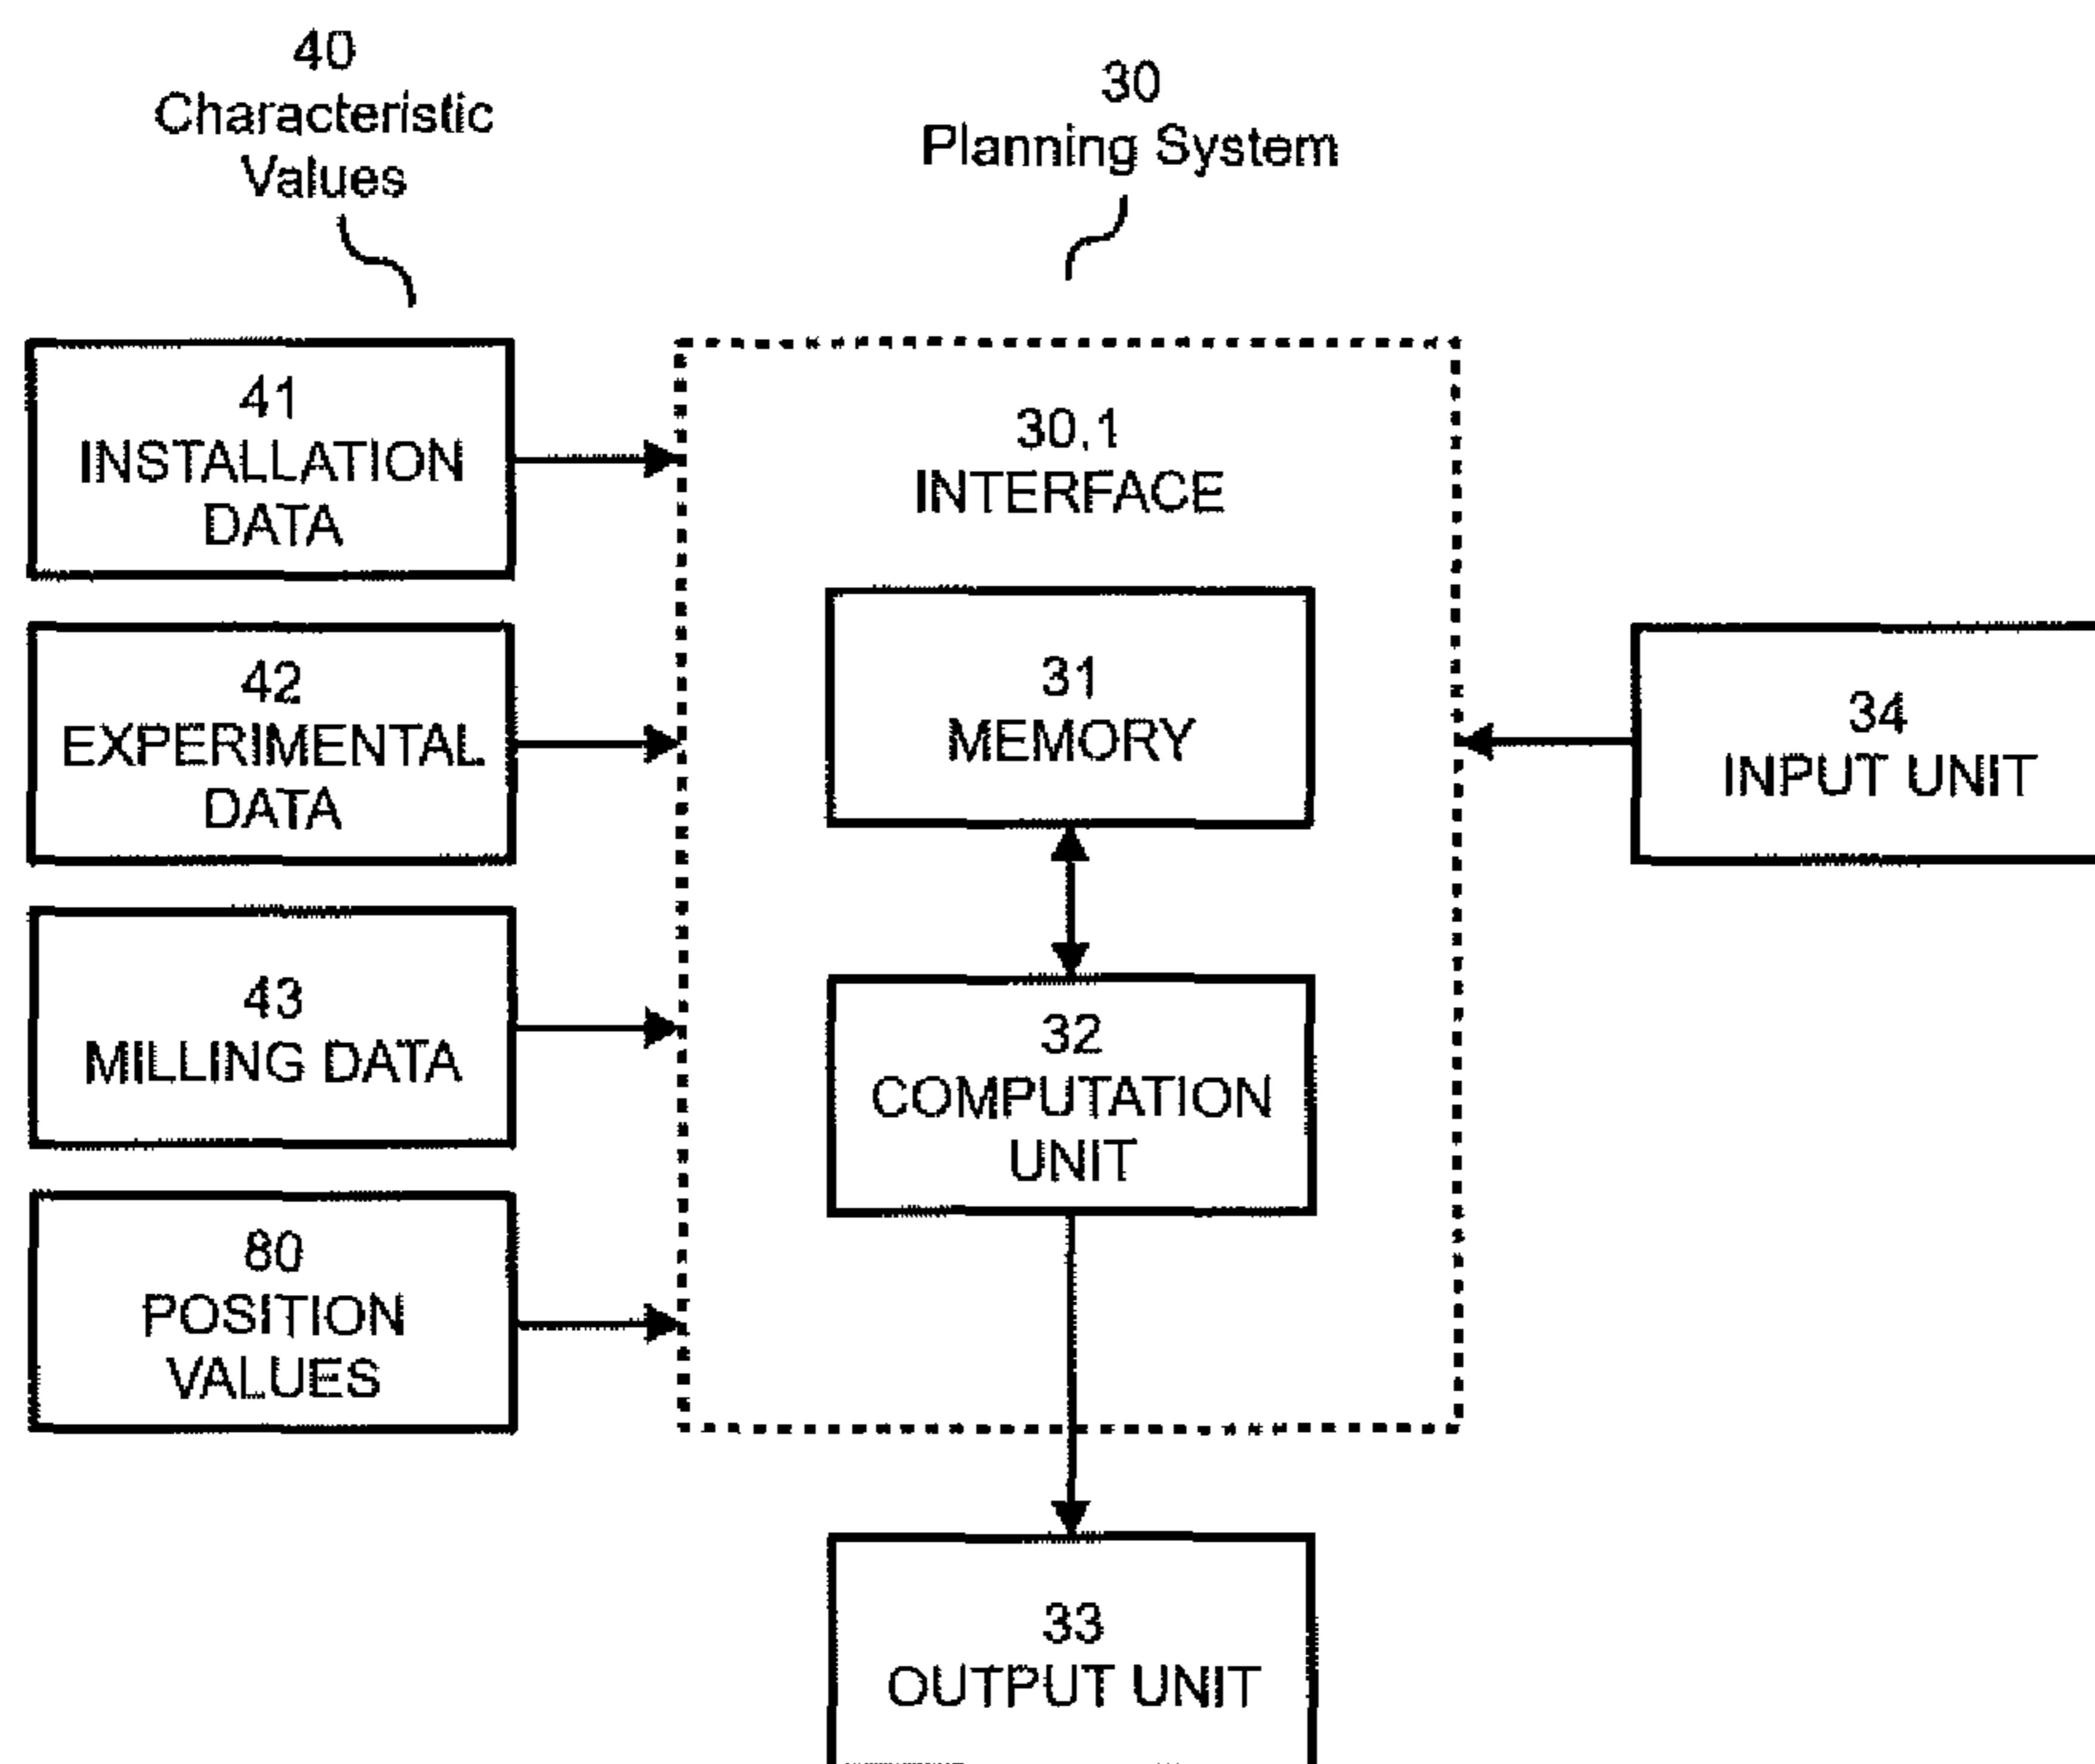 40
Characteristic
Values
30
Planning System
41
INSTALLATION
DATA
42
EXPERIMENTAL
DATA
43
MILLING DATA
80
POSITION
VALUES
30.1
INTERFACE
31
MEMORY
32
COMPUTATION
UNIT
34
INPUT UNIT
33
OUTPUT UNIT